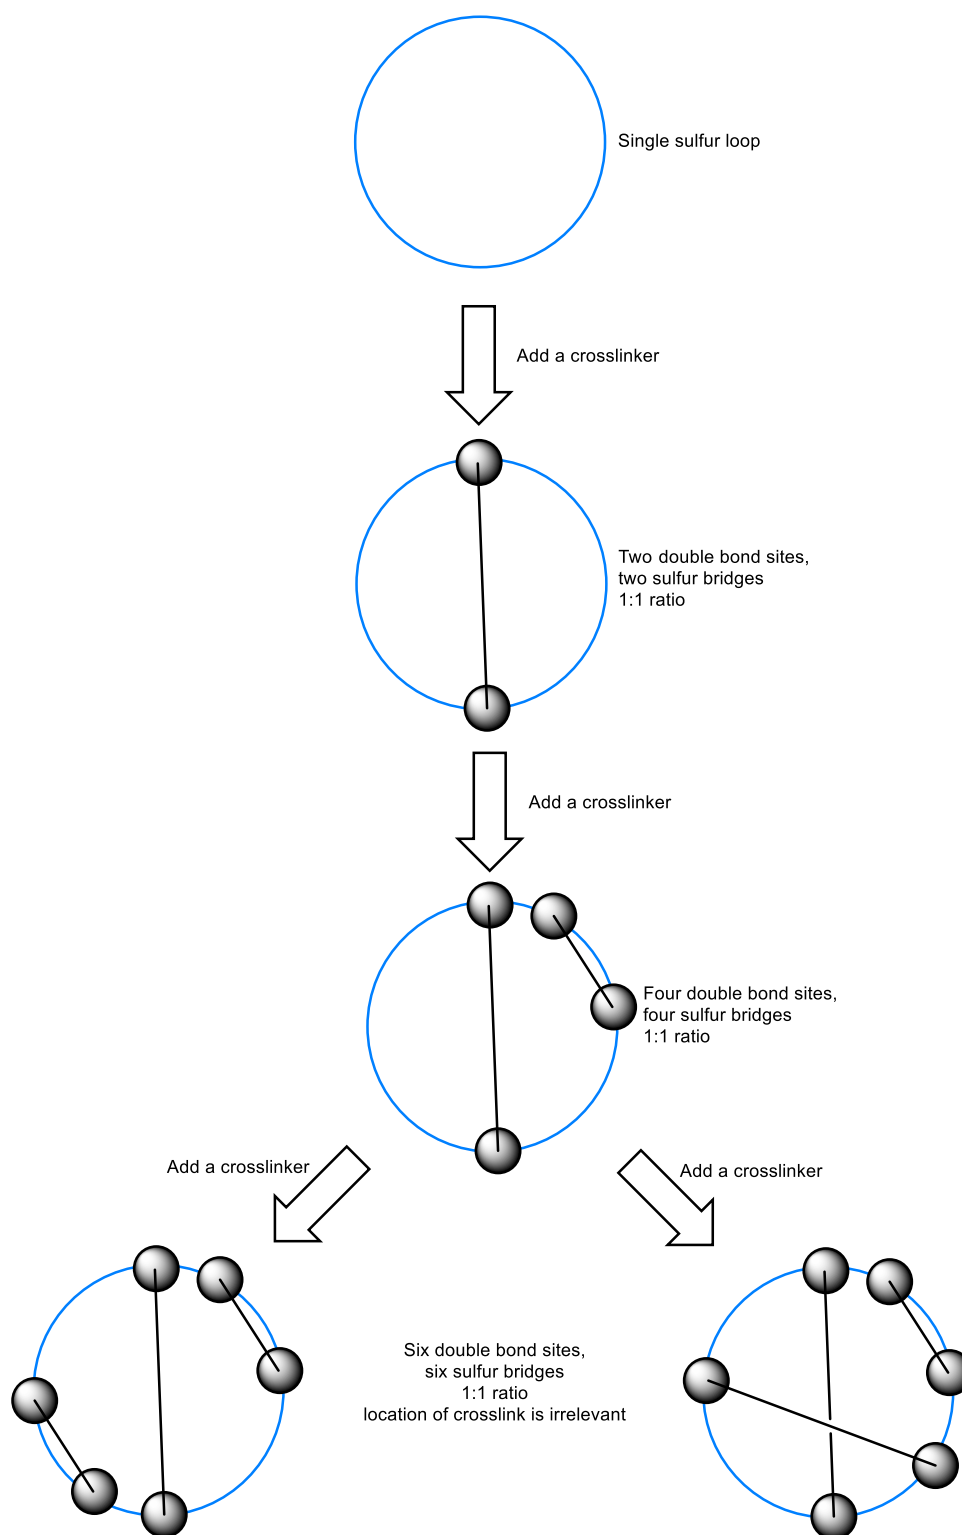 Single sulfur loop
Add a crosslinker
Two double bond sites,
two sulfur bridges
1:1 ratio
Add a crosslinker
Four double bond sites,
four sulfur bridges
1:1 ratio
Add a crosslinker
Add a crosslinker
Six double bond sites,
six sulfur bridges
1:1 ratio
location of crosslink is irrelevant